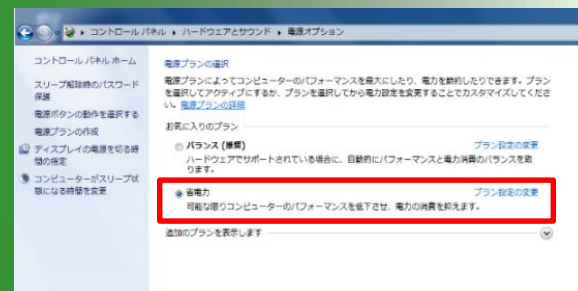 コントロール パネル ▸ ハードウェアとサウンド ▸ 電源オプション
コントロール パネル ホーム
スリープ解除時のパスワード
保護
電源ボタンの動作を選択する
電源プランの作成
ディスプレイの電源を切る時
間の指定
コンピューターがスリープ状
態になる時間を変更
電源プランの選択
電源プランによってコンピューターのパフォーマンスを最大にしたり、電力を節約したりできます。プラン
を選択してアクティブにするか、プランを選択してから電力設定を変更することでカスタマイズしてくださ
い。電源プランの詳細
お気に入りのプラン
バランス (推奨) プラン設定の変更
ハードウェアでサポートされている場合に、自動的にパフォーマンスと電力消費のバランスを取
ります。
省電力 プラン設定の変更
可能な限りコンピューターのパフォーマンスを低下させ、電力の消費を抑えます。
追加のプランを表示します